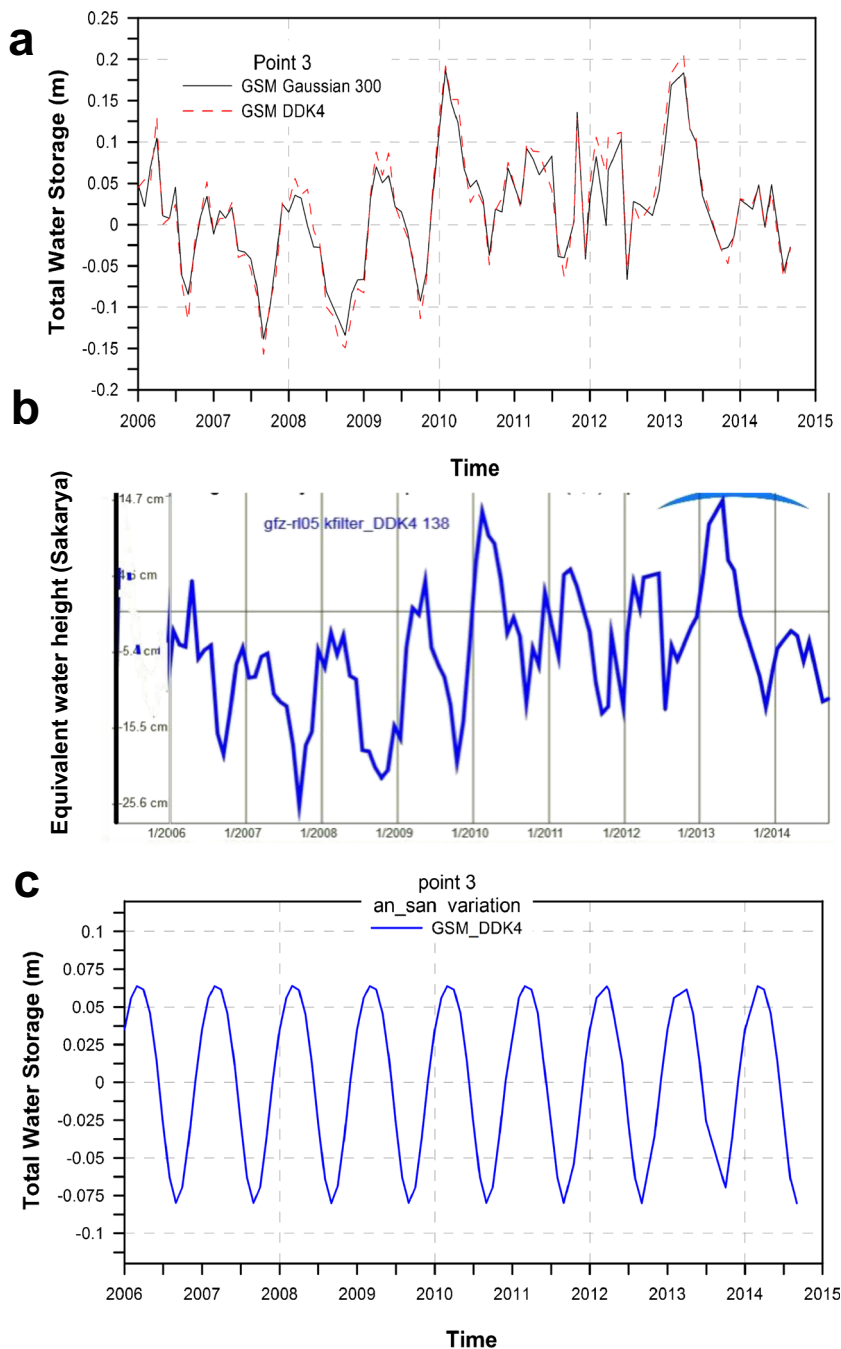 a
Total Water Storage (m)
0.25
0.2
0.15
0.1
0.05
0
-0.05
-0.1
-0.15
-0.2
Point 3
GSM Gaussian 300
GSM DDK4
2006 2007 2008 2009 2010 2011 2012 2013 2014 2015
Time
b
Equivalent water height (Sakarya)
14.7 cm
-5.4 cm
-15.5 cm
-25.6 cm
gfz-rl05 kfilter_DDK4 138
1/2006 1/2007 1/2008 1/2009 1/2010 1/2011 1/2012 1/2013 1/2014
c
point 3
an_san variation
GSM_DDK4
Total Water Storage (m)
0.1
0.075
0.05
0.025
0
-0.025
-0.05
-0.075
-0.1
2006 2007 2008 2009 2010 2011 2012 2013 2014 2015
Time